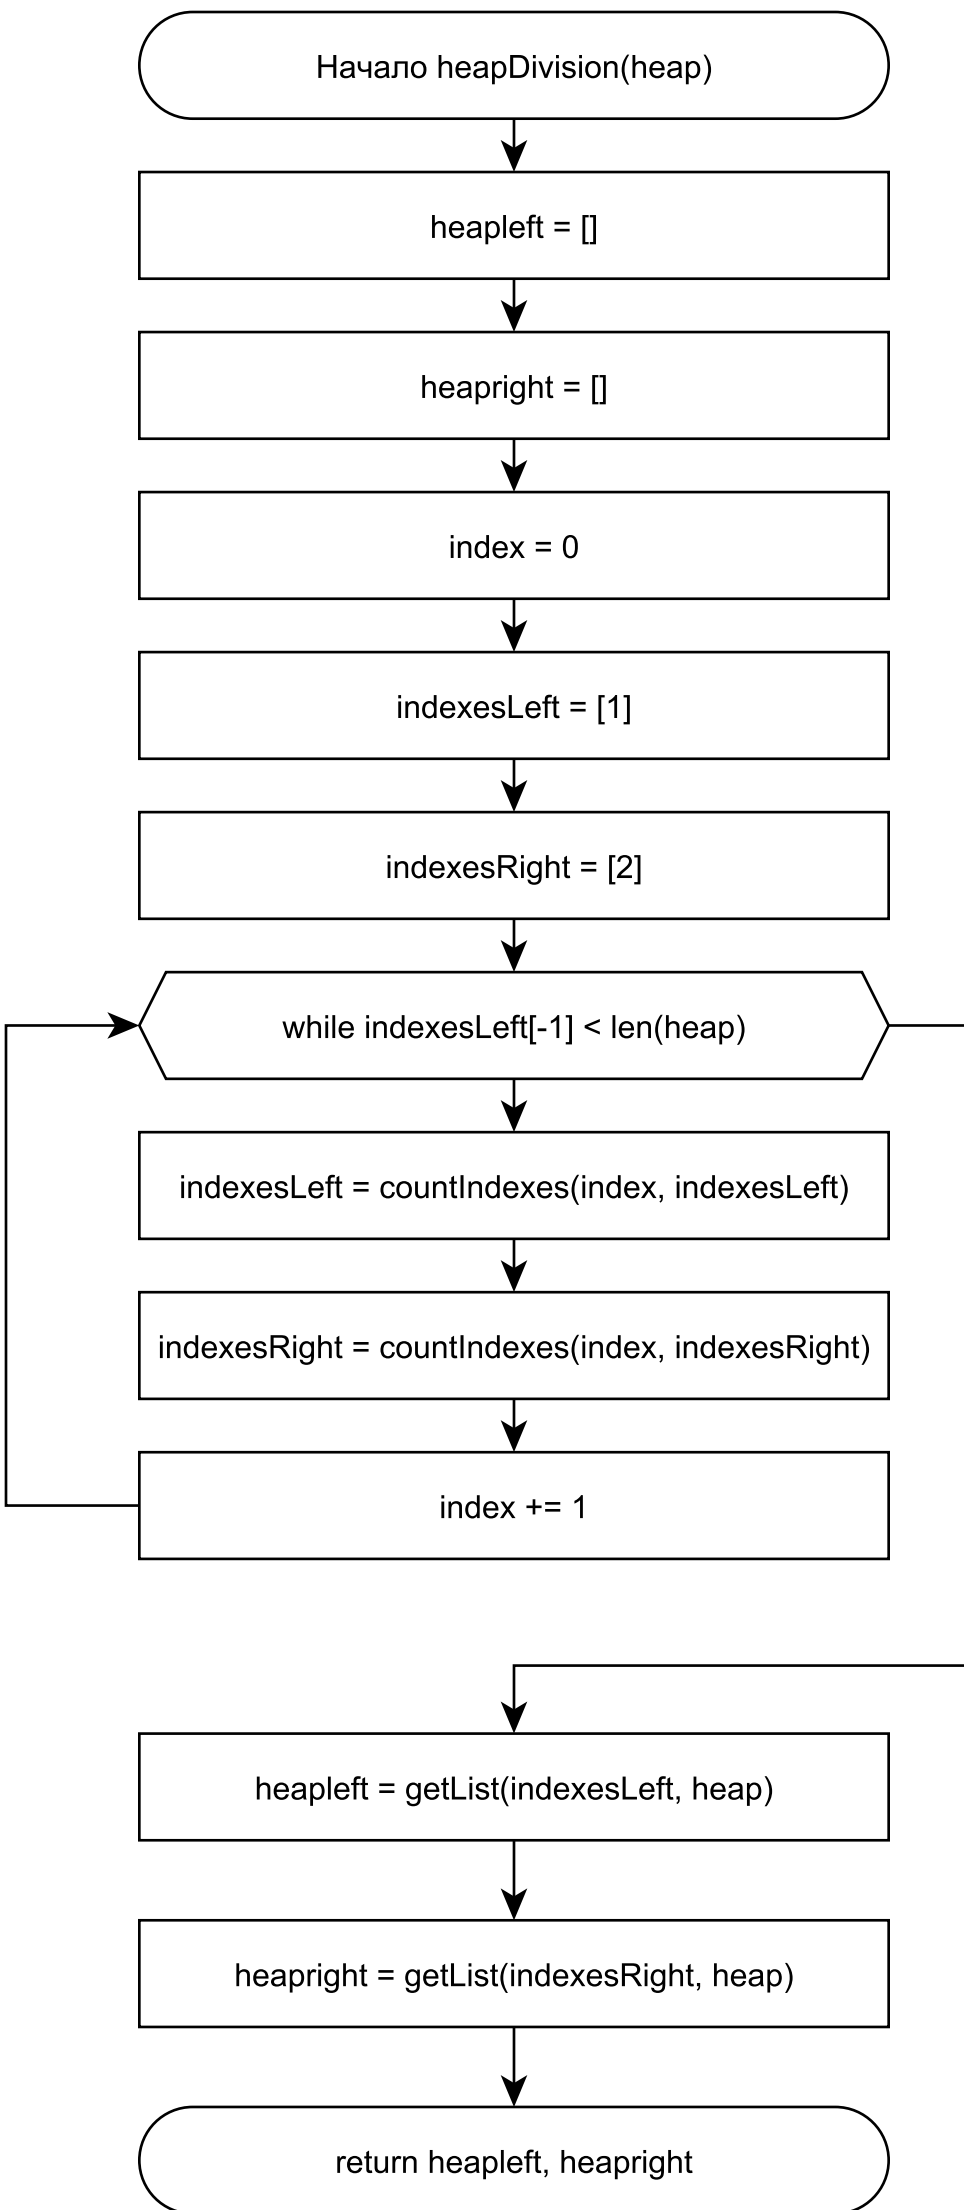 Начало heapDivision(heap)
heapleft = []
heapright = []
index = 0
indexesLeft = [1]
indexesRight = [2]
while indexesLeft[-1] < len(heap)
indexesLeft = countIndexes(index, indexesLeft)
indexesRight = countIndexes(index, indexesRight)
index += 1
heapleft = getList(indexesLeft, heap)
heapright = getList(indexesRight, heap)
return heapleft, heapright